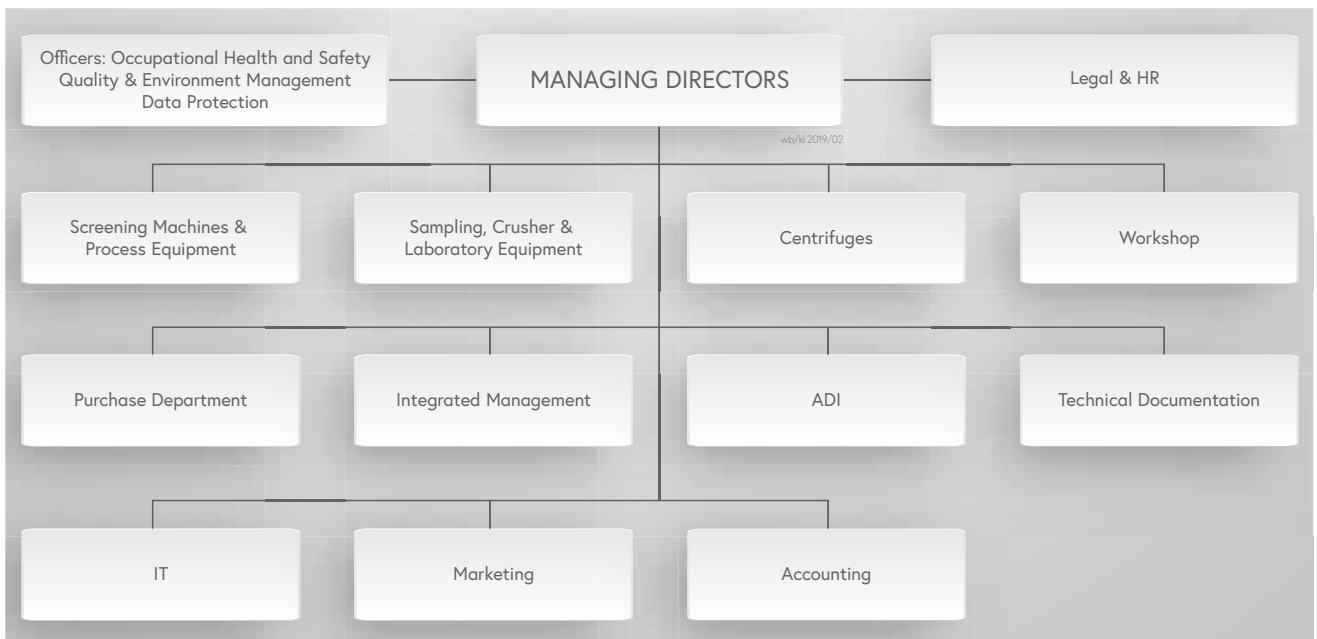 Officers: Occupational Health and Safety
Quality & Environment Management
Data Protection
MANAGING DIRECTORS
Legal & HR
wb/kl 2019/02
Screening Machines &
Process Equipment
Sampling, Crusher &
Laboratory Equipment
Centrifuges
Workshop
Purchase Department
Integrated Management
ADI
Technical Documentation
IT
Marketing
Accounting